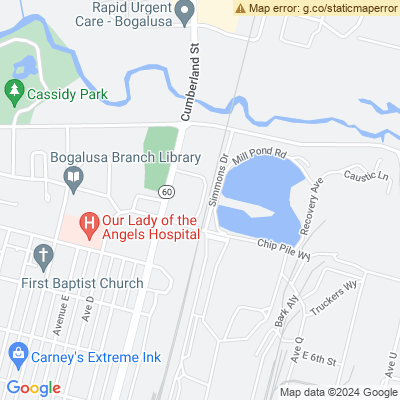 Map error: g.co/staticmaperror
Rapid Urgent
Care - Bogalusa
Cumberland St
Cassidy Park
Bogalusa Branch Library
Simmons Dr
Mill Pond Rd
Caustic Ln
60
Recovery Ave
H
Our Lady of the
Angels Hospital
Chip Pile Wy
First Baptist Church
Avenue E
Ave D
Truckers Wy
Bark Aly
Ave Q
E 6th St
Ave U
Carney's Extreme Ink
Google
Map data ©2024 Google